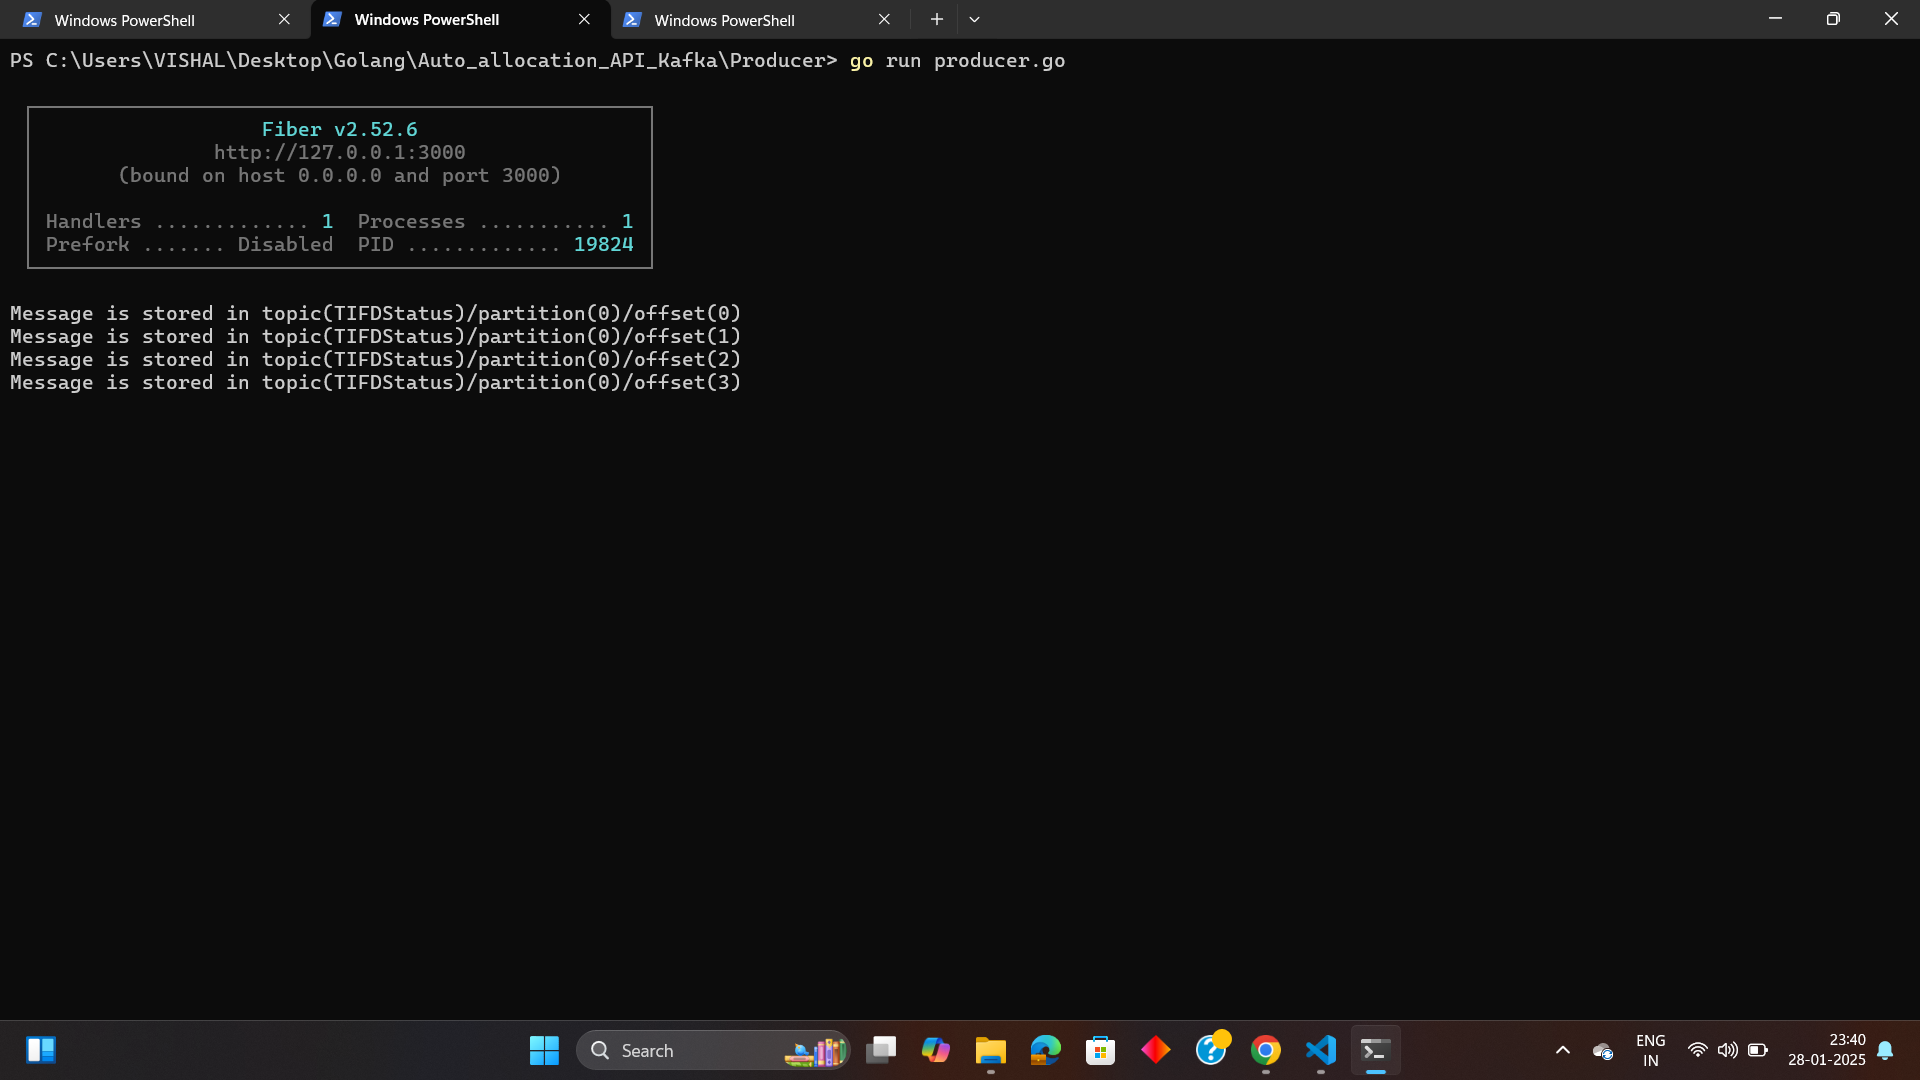 Windows PowerShell
Windows PowerShell
Windows PowerShell
PS C:\Users\VISHAL\Desktop\Golang\Auto_allocation_API_Kafka\Producer> go run producer.go
Fiber v2.52.6
http://127.0.0.1:3000
(bound on host 0.0.0.0 and port 3000)
Handlers ............. 1  Processes ........... 1
Prefork ....... Disabled  PID ............. 19824
Message is stored in topic(TIFDStatus)/partition(0)/offset(0)
Message is stored in topic(TIFDStatus)/partition(0)/offset(1)
Message is stored in topic(TIFDStatus)/partition(0)/offset(2)
Message is stored in topic(TIFDStatus)/partition(0)/offset(3)
Search
ENG
IN
23:40
28-01-2025